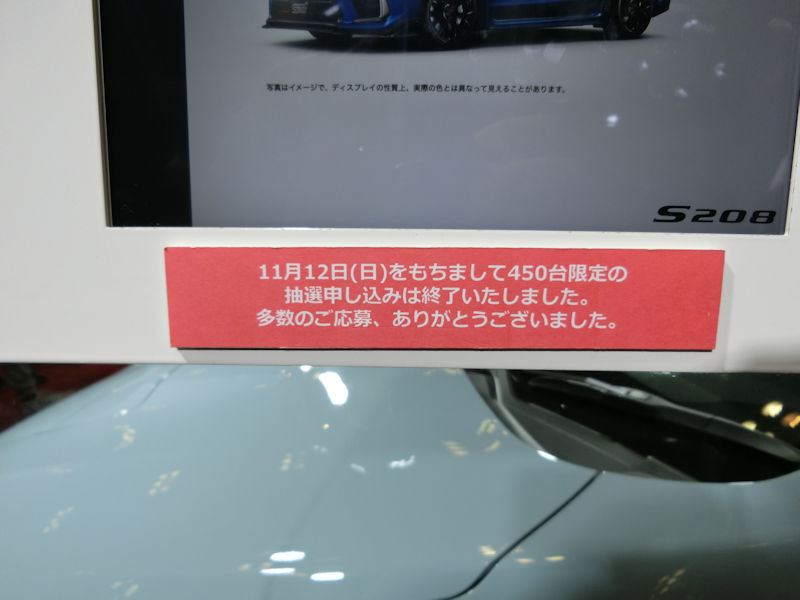 写真はイメージで、ディスプレイの性質上、実際の色とは異なって見えることがあります。
S208
11月12日(日)をもちまして450台限定の
抽選申し込みは終了いたしました。
多数のご応募、ありがとうございました。